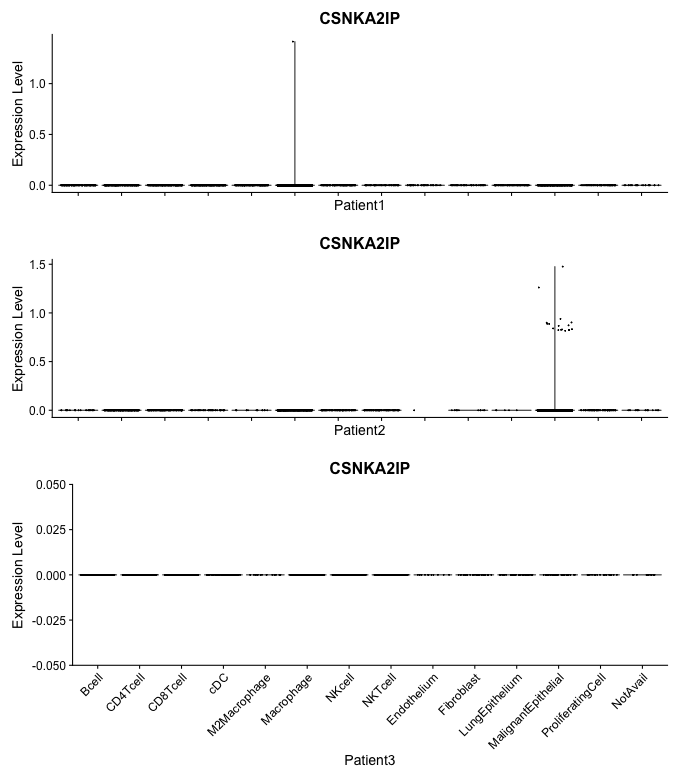 CSNKA2IP
Expression Level
1.0
0.5
0.0
Patient1
CSNKA2IP
Expression Level
1.5
1.0
0.5
0.0
Patient2
CSNKA2IP
Expression Level
0.050
0.025
0.000
-0.025
-0.050
Bcell
CD4Tcell
CD8Tcell
cDC
M2Macrophage
Macrophage
NKcell
NKTcell
Endothelium
Fibroblast
LungEpithelium
MalignantEpithelial
ProliferatingCell
NotAvail
Patient3